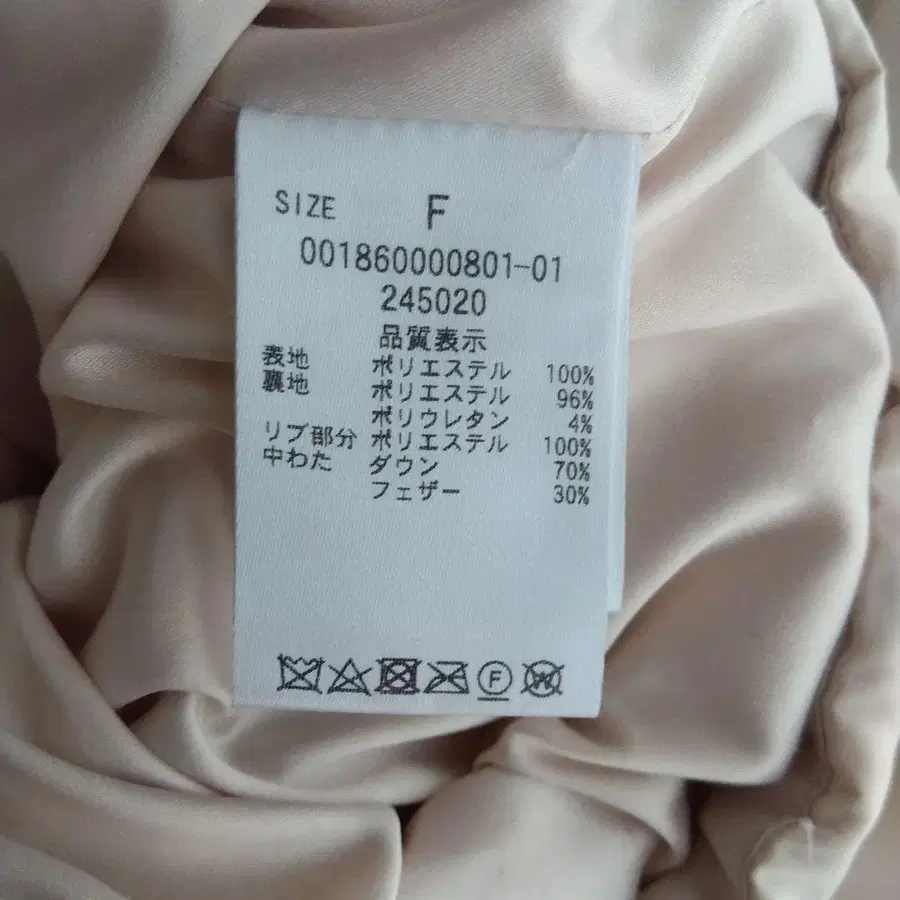 SIZE F
001860000801-01
245020
品質表示
表地 ポリエステル 100%
裏地 ポリエステル 96%
ポリウレタン 4%
リブ部分 ポリエステル 100%
中わた ダウン 70%
フェザー 30%
F W